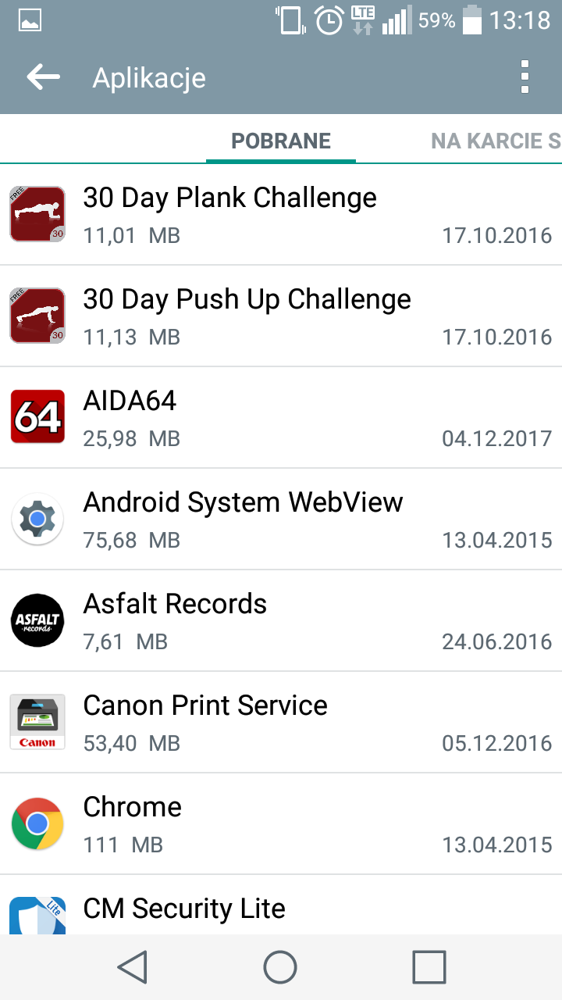 LTE 59% 13:18
Aplikacje
POBRANE NA KARCIE S
FREE
30
30 Day Plank Challenge
11,01 MB 17.10.2016
FREE
30
30 Day Push Up Challenge
11,13 MB 17.10.2016
64
AIDA64
25,98 MB 04.12.2017
Android System WebView
75,68 MB 13.04.2015
ASFALT
records
Asfalt Records
7,61 MB 24.06.2016
Canon
Canon Print Service
53,40 MB 05.12.2016
Chrome
111 MB 13.04.2015
Lite
CM Security Lite